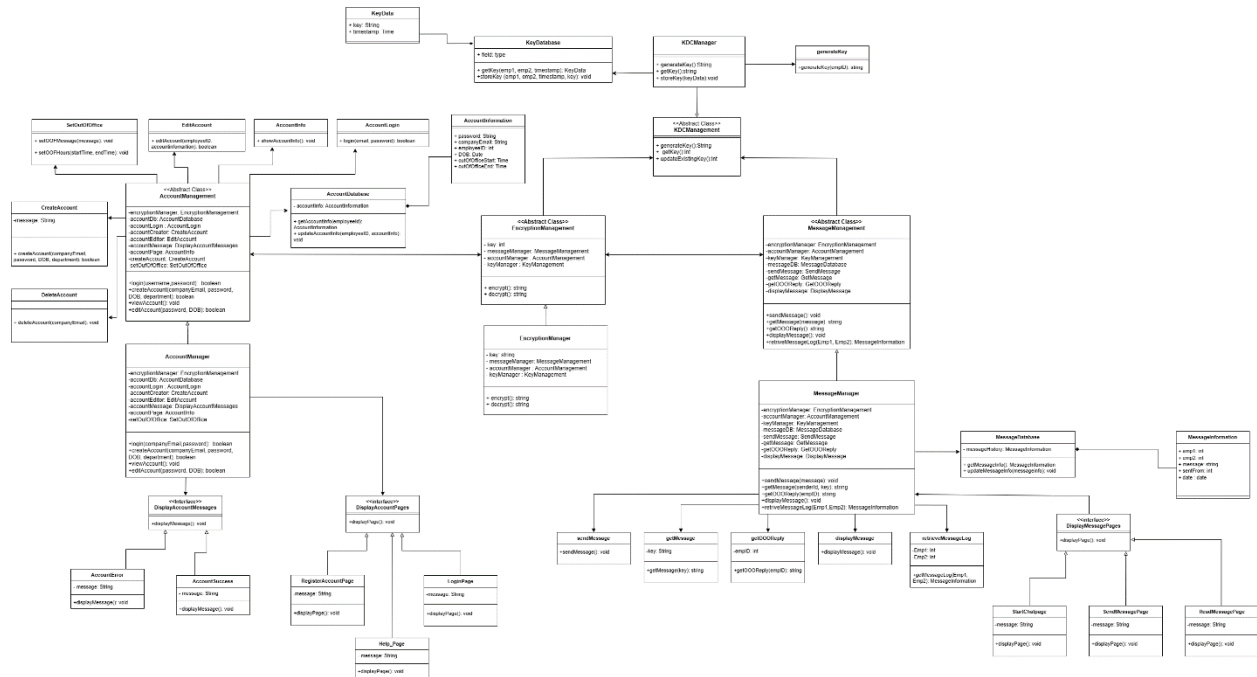 KeyData
+ key: String
+ timestamp: Time
KeyDatabase
+ field: type
+ getKey(emp1, emp2, timestamp); KeyData
+storeKey (emp1, emp2, timestamp, key): void
KDCManager
+ generateKey():String
+ getKey():string
+ storeKey(keyData):void
generateKey
-generateKey(empID): string
<<Abstract Class>>
KDCManagement
+generateKey():String
+ .getKey():int
+ updateExistingKey():int
SetOutOfOffice
+ setOOFMessage(message): void
+ setOOFHours(startTime, endTime): void
EditAccount
+ editAccount(employeeID,
accountInfomation): boolean
AccountInfo
+ showAccountInfo(): void
AccountLogin
+ login(email, password): boolean
AccountInformation
+ password: String
+ companyEmail: String
+ employeeID: int
+ DOB: Date
+ outOfOfficeStart: Time
+ outOfOfficeEnd: Time
<<Abstract Class>>
AccountManagement
-encryptionManager: EncryptionManagement
-accountDb: AccountDatabase
-accountLogin : AccountLogin
-accountCreator: CreateAccount
-accountEditor: EditAccount
-accountMessage: DisplayAccountMessages
-accountPage: AccountInfo
-createAccount: CreateAccount
-setOutOfOffice: SetOutOfOffice
+login(username,password): boolean
+createAccount(companyEmail, password,
DOB, department): boolean
+viewAccount(): void
+editAccount(password, DOB): boolean
CreateAccount
-message: String
+createAccount(companyEmail,
password, DOB, department): boolean
DeleteAccount
+ deleteAccount(companyEmail): void
AccountDatabase
- accountInfo: AccountInformation
+ getAccountInfo(employeeId):
AccountInformation
+ updateAccountInfo(employeeID, accountInfo):
void
<<Abstract Class>>
EncryptionManagement
- key: int
- messageManager: MessageManagement
- accountManager : AccountManagement
- keyManager : KeyManagement
+ encrypt(): string
+ decrypt(): string
<<Abstract Class>>
MessageManagement
-encryptionManager: EncryptionManagement
-accountManager: AccountManagement
-keyManager: KeyManagement
-messageDB: MessageDatabase
-sendMessage: SendMessage
-getMessage: GetMessage
-getOOOReply: GetOOOReply
-displayMessage: DisplayMessage
+sendMessage(): void
+getMessage(message): string
+getOOOReply(): string
+displayMessage(): void
+retriveMessageLog(Emp1, Emp2): MessageInformation
EncryptionManager
- key: string
- messageManager: MessageManagement
- accountManager : AccountManagement
- keyManager : KeyManagement
+ encrypt(): string
+ decrypt(): string
AccountManager
-encryptionManager: EncryptionManagement
-accountDb: AccountDatabase
-accountLogin : AccountLogin
-accountCreator: CreateAccount
-accountEditor: EditAccount
-accountMessage: DisplayAccountMessages
-accountPage: AccountInfo
-setOutOfOffice: SetOutOfOffice
+login(companyEmail,password): boolean
+createAccount(companyEmail, password,
DOB, department): boolean
+viewAccount(): void
+editAccount(password, DOB): boolean
MessageManager
-encryptionManager: EncryptionManagement
-accountManager: AccountManagement
-keyManager: KeyManagement
-messageDB: MessageDatabase
-sendMessage: SendMessage
-getMessage: GetMessage
-getOOOReply: GetOOOReply
-displayMessage: DisplayMessage
+sendMessage(message): void
+getMessage(senderId, key): string
-getOOOReply(empID): string
+displayMessage(): void
+retriveMessageLog(Emp1,Emp2): MessageInformation
MessageDatabase
-messageHistory: MessageInformation
+getMessageInfo(): MessageInformation
+ updateMessageInfo(messageInfo): void
MessageInformation
+ emp1: int
+ emp2: int
+ message: string
+ sentFrom: int
+ date : date
<<Interface>>
DisplayAccountMessages
+displayMessage(): void
<<Interface>>
DisplayAccountPages
+displayPage(): void
<<Interface>>
DisplayMessagePages
+displayPage(): void
sendMessage
+sendMessage(): void
getMessage
-key: String
+getMessage(key): string
getOOOReply
-empID: int
+getOOOReply(empID): string
displayMessage
+displayMessage(): void
retrieveMessageLog
-Emp1: int
Emp2: int
+getMessageLog(Emp1,
Emp2): MessageInformation
AccountError
- message: String
+displayMessage(): void
AccountSuccess
- message: String
+displayMessage(): void
RegisterAccountPage
-message: String
+displayPage(): void
LoginPage
-message: String
+displayPage(): void
Help_Page
-message: String
+displayPage(): void
StartChatpage
-message: String
+displayPage(): void
SendMessagePage
-message: String
+displayPage(): void
ReadMessagePage
-message: String
+displayPage(): void